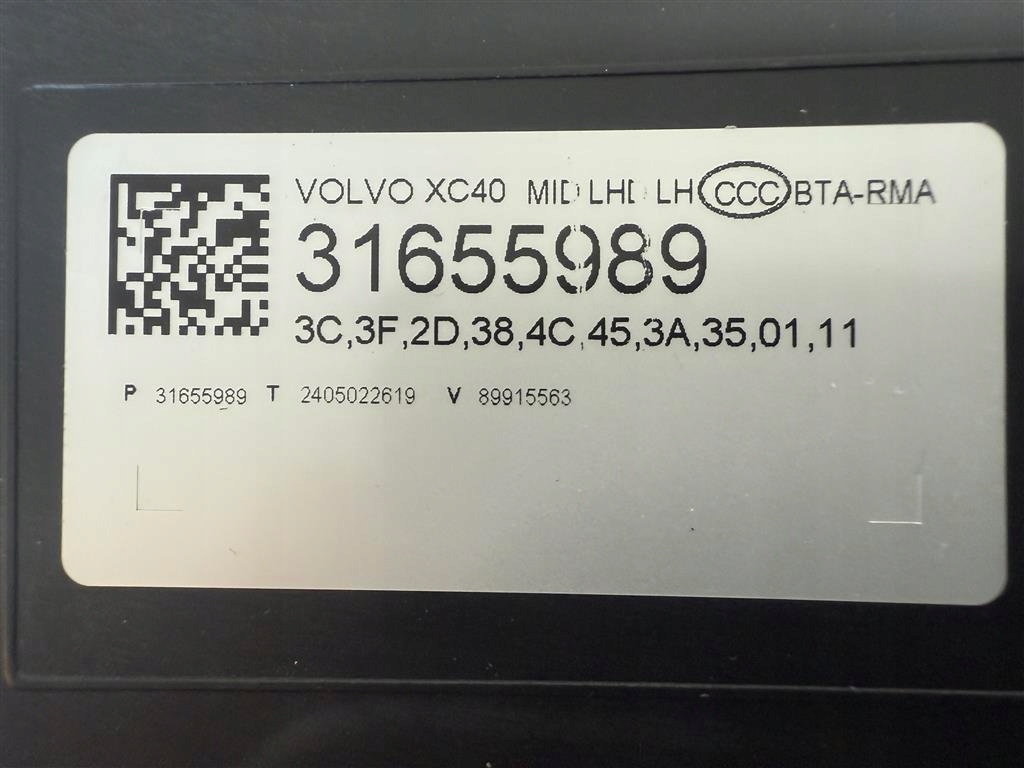 VOLVO XC40 MID LHD LH CCC BTA-RMA
31655989
3C,3F,2D,38,4C,45,3A,35,01,11
P 31655989 T 2405022619 V 89915563